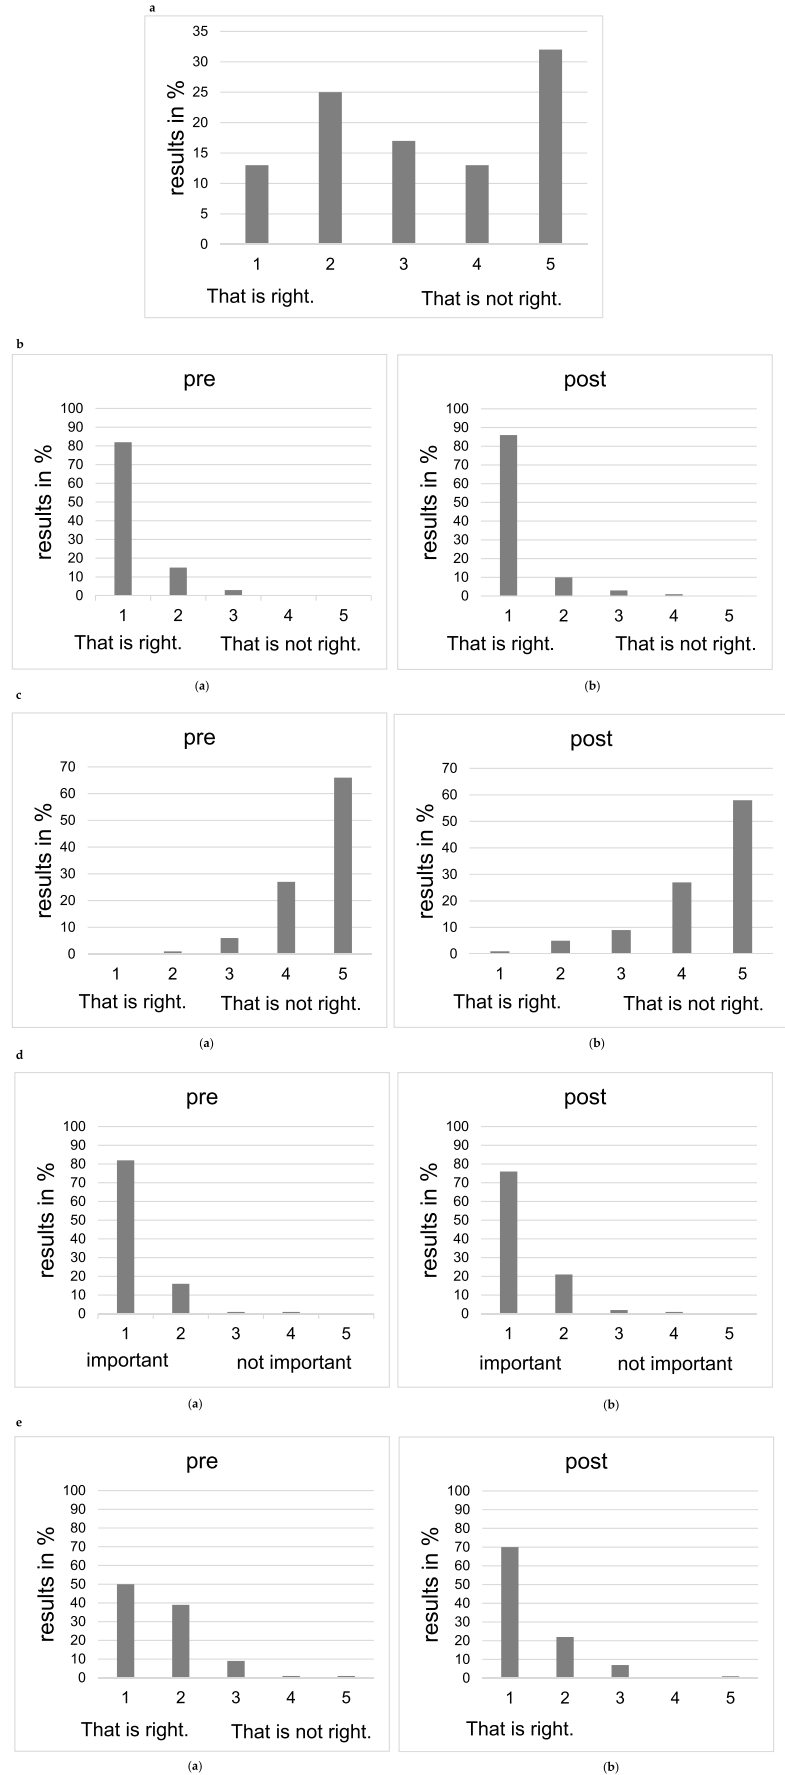 a
35
30
25
20
15
10
5
0
results in %
1 2 3 4 5
That is right. That is not right.
b
pre
100
90
80
70
60
50
40
30
20
10
0
results in %
1 2 3 4 5
That is right. That is not right.
(a)
post
100
90
80
70
60
50
40
30
20
10
0
results in %
1 2 3 4 5
That is right. That is not right.
(b)
c
pre
70
60
50
40
30
20
10
0
results in %
1 2 3 4 5
That is right. That is not right.
(a)
post
70
60
50
40
30
20
10
0
results in %
1 2 3 4 5
That is right. That is not right.
(b)
d
pre
100
90
80
70
60
50
40
30
20
10
0
results in %
1 2 3 4 5
important not important
(a)
post
100
90
80
70
60
50
40
30
20
10
0
results in %
1 2 3 4 5
important not important
(b)
e
pre
100
90
80
70
60
50
40
30
20
10
0
results in %
1 2 3 4 5
That is right. That is not right.
(a)
post
100
90
80
70
60
50
40
30
20
10
0
results in %
1 2 3 4 5
That is right.
(b)